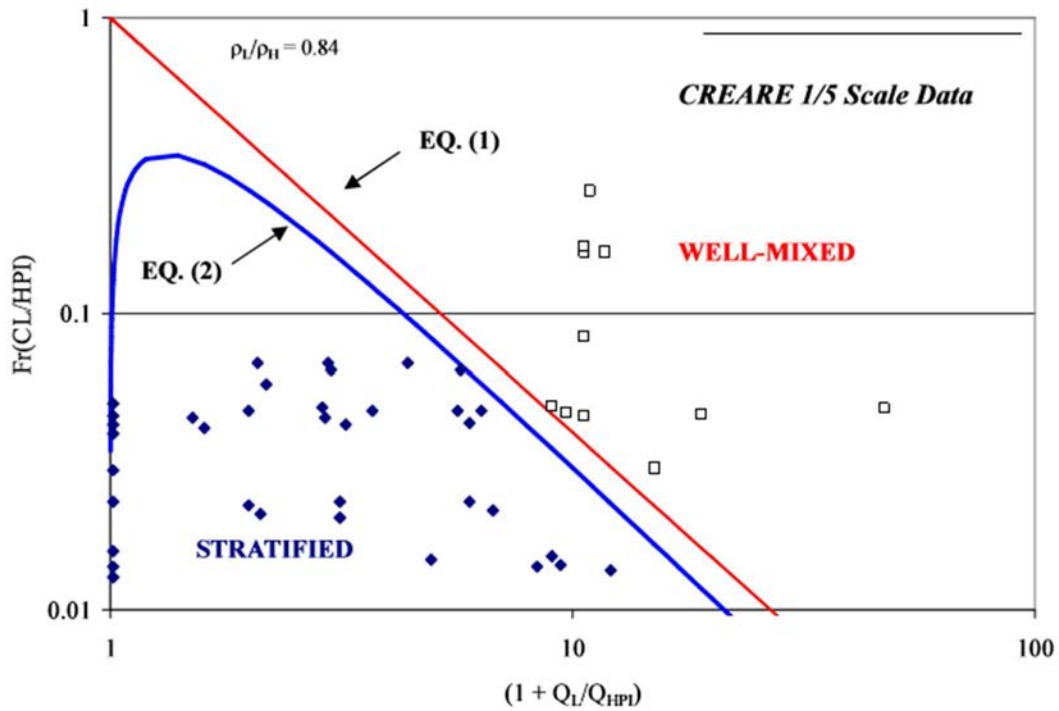 1
ρL/ρH = 0.84
CREARE 1/5 Scale Data
EQ. (1)
WELL-MIXED
EQ. (2)
Fr(CL/HPI)
0.1
STRATIFIED
0.01
1
10
100
(1 + QL/QHPI)